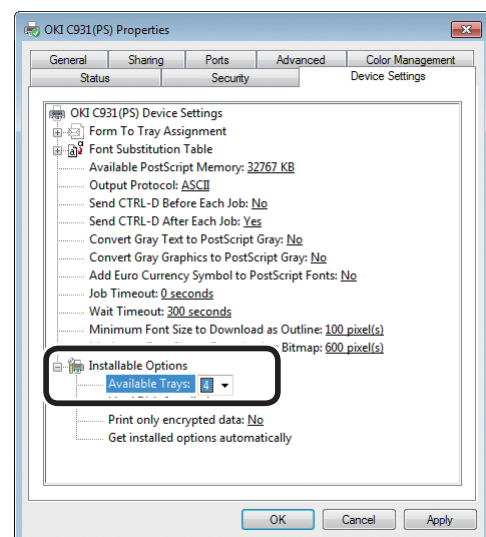 OKI C931(PS) Properties
General Sharing Ports Advanced Color Management
Status Security Device Settings
OKI C931(PS) Device Settings
Form To Tray Assignment
Font Substitution Table
Available PostScript Memory: 32767 KB
Output Protocol: ASCII
Send CTRL-D Before Each Job: No
Send CTRL-D After Each Job: Yes
Convert Gray Text to PostScript Gray: No
Convert Gray Graphics to PostScript Gray: No
Add Euro Currency Symbol to PostScript Fonts: No
Job Timeout: 0 seconds
Wait Timeout: 300 seconds
Minimum Font Size to Download as Outline: 100 pixel(s)
Bitmap: 600 pixel(s)
Installable Options
Available Trays: 4
Print only encrypted data: No
Get installed options automatically
OK Cancel Apply